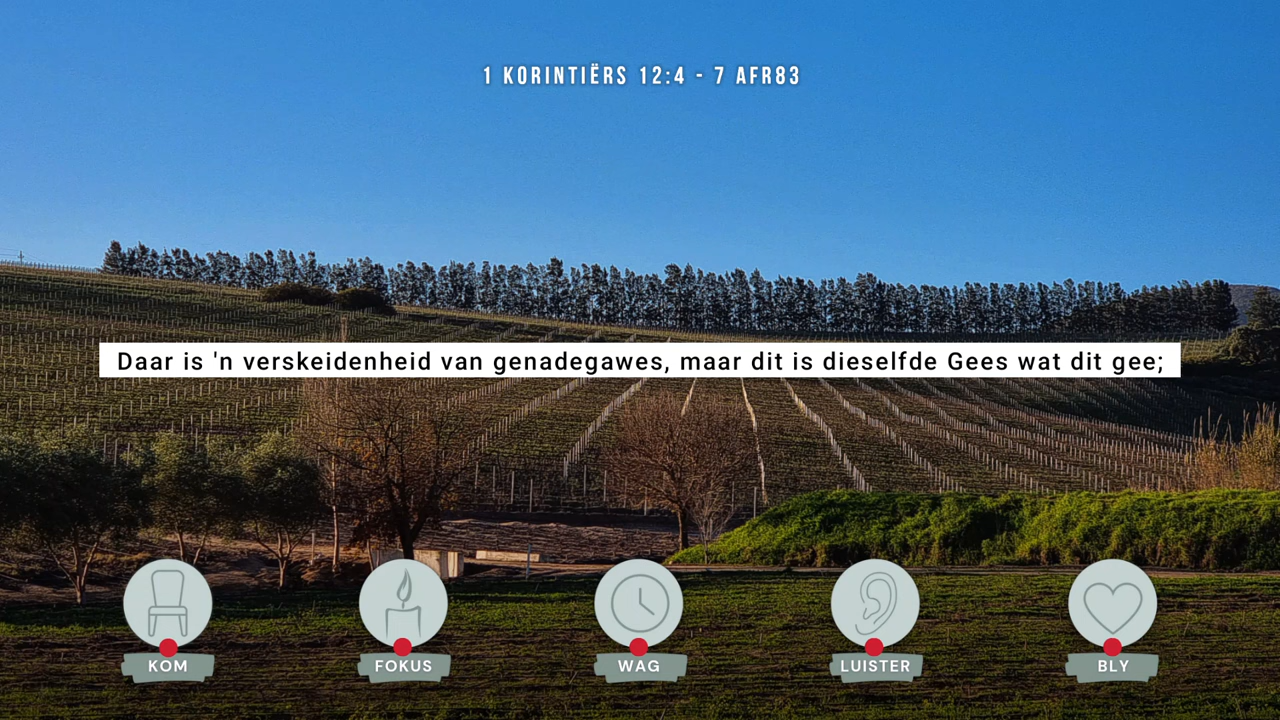 1 KORINTIËRS 12:4 - 7 AFR83
Daar is 'n verskeidenheid van genadegawes, maar dit is dieselfde Gees wat dit gee;
KOM
FOKUS
WAG
LUISTER
BLY